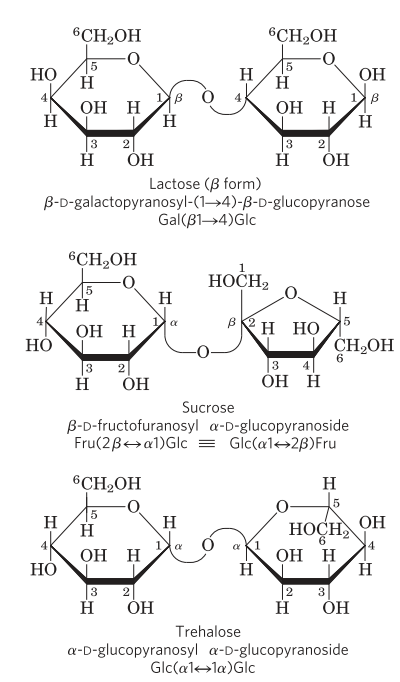 ⁶CH₂OH ⁶CH₂OH
HO 5 O 5 O OH
H H
4 OH H 1 β O 4 OH H 1 β
H H H
3 2 3 2
H OH H OH
Lactose (β form)
β-D-galactopyranosyl-(1→4)-β-D-glucopyranose
Gal(β1→4)Glc
⁶CH₂OH 1
HOCH₂
H 5 O H O H
H
4 OH H 1 α β 2 H HO 5
HO O CH₂OH
3 2 3 4 6
H OH OH H
Sucrose
β-D-fructofuranosyl α-D-glucopyranoside
Fru(2β↔α1)Glc ≡ Glc(α1↔2β)Fru
⁶CH₂OH H
H 5 O H O 5
H HOCH₂ OH
4 OH H 1 α O α 1 OH 6 H 4
HO H H
3 2 2 3
H OH H OH
Trehalose
α-D-glucopyranosyl α-D-glucopyranoside
Glc(α1↔1α)Glc